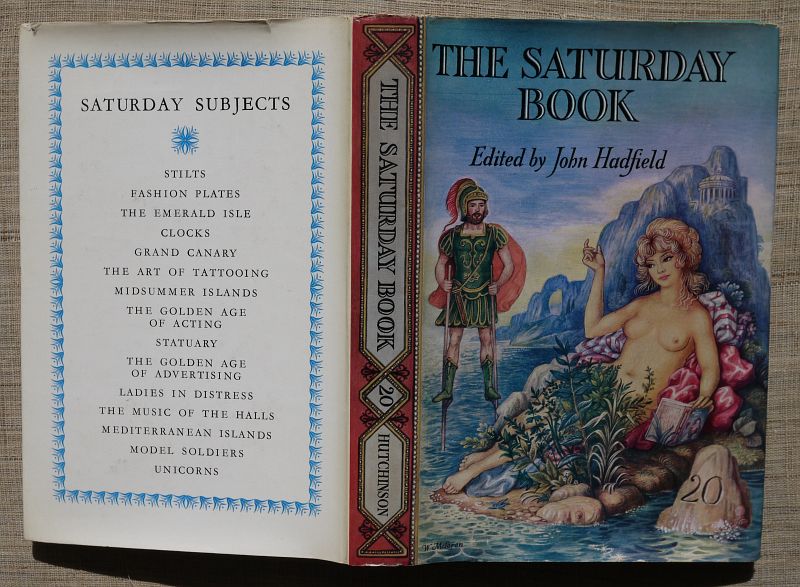 SATURDAY SUBJECTS
STILTS
FASHION PLATES
THE EMERALD ISLE
CLOCKS
GRAND CANARY
THE ART OF TATTOOING
MIDSUMMER ISLANDS
THE GOLDEN AGE
OF ACTING
STATUARY
THE GOLDEN AGE
OF ADVERTISING
LADIES IN DISTRESS
THE MUSIC OF THE HALLS
MEDITERRANEAN ISLANDS
MODEL SOLDIERS
UNICORNS
THE SATURDAY BOOK
20
HUTCHINSON
THE SATURDAY
BOOK
Edited by John Hadfield
20